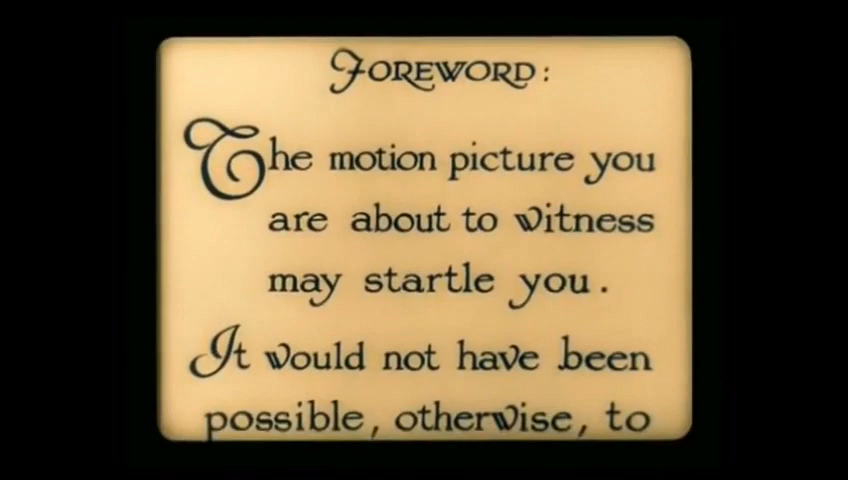 FOREWORD:
The motion picture you
are about to witness
may startle you.
It would not have been
possible, otherwise, to